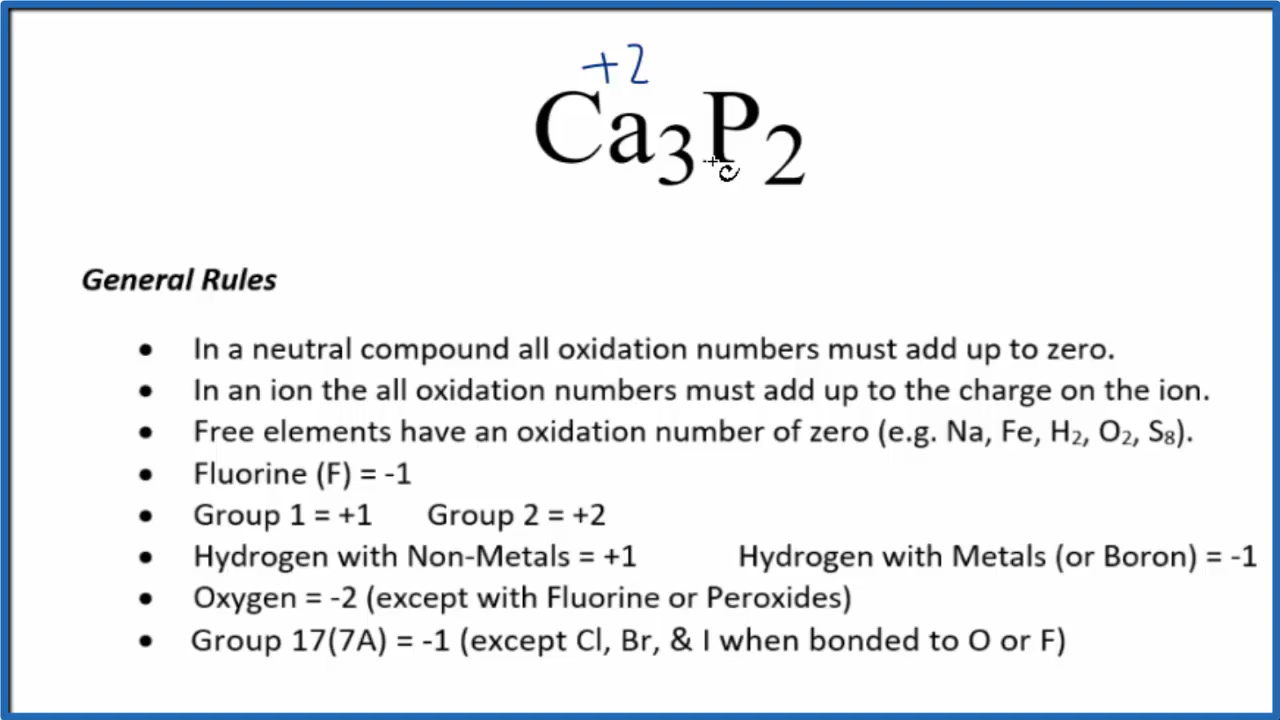 +2
Ca₃P₂
General Rules
• In a neutral compound all oxidation numbers must add up to zero.
• In an ion the all oxidation numbers must add up to the charge on the ion.
• Free elements have an oxidation number of zero (e.g. Na, Fe, H₂, O₂, S₈).
• Fluorine (F) = -1
• Group 1 = +1 Group 2 = +2
• Hydrogen with Non-Metals = +1 Hydrogen with Metals (or Boron) = -1
• Oxygen = -2 (except with Fluorine or Peroxides)
• Group 17(7A) = -1 (except Cl, Br, & I when bonded to O or F)